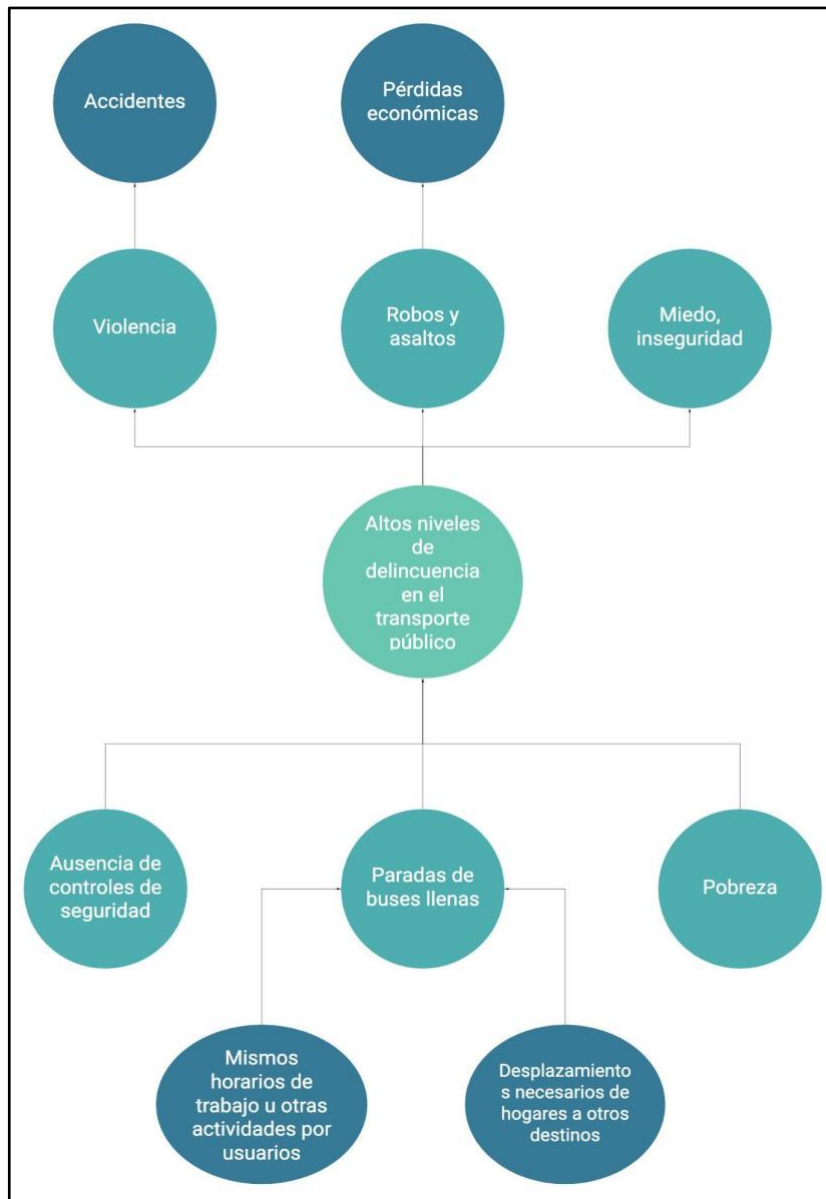 Accidentes
Pérdidas
económicas
Violencia
Robos y
asaltos
Miedo,
inseguridad
Altos niveles
de
delincuencia
en el
transporte
público
Ausencia de
controles de
seguridad
Paradas de
buses llenas
Pobreza
Mismos
horarios de
trabajo u otras
actividades por
usuarios
Desplazamiento
s necesarios de
hogares a otros
destinos